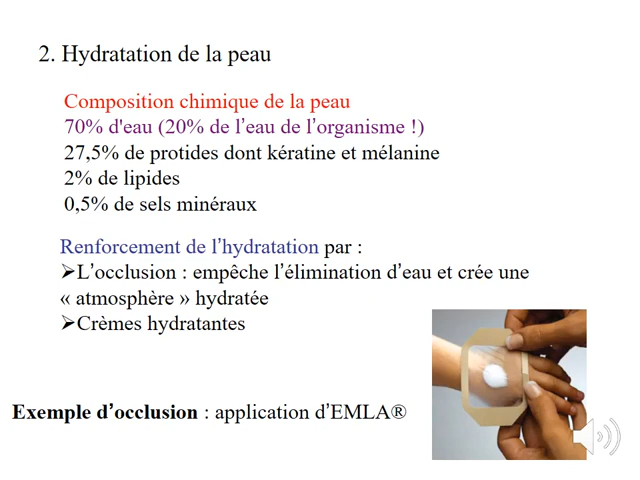 2. Hydratation de la peau
Composition chimique de la peau
70% d'eau (20% de l’eau de l’organisme !)
27,5% de protides dont kératine et mélanine
2% de lipides
0,5% de sels minéraux
Renforcement de l’hydratation par :
➢L’occlusion : empêche l’élimination d’eau et crée une
« atmosphère » hydratée
➢Crèmes hydratantes
Exemple d’occlusion : application d’EMLA®